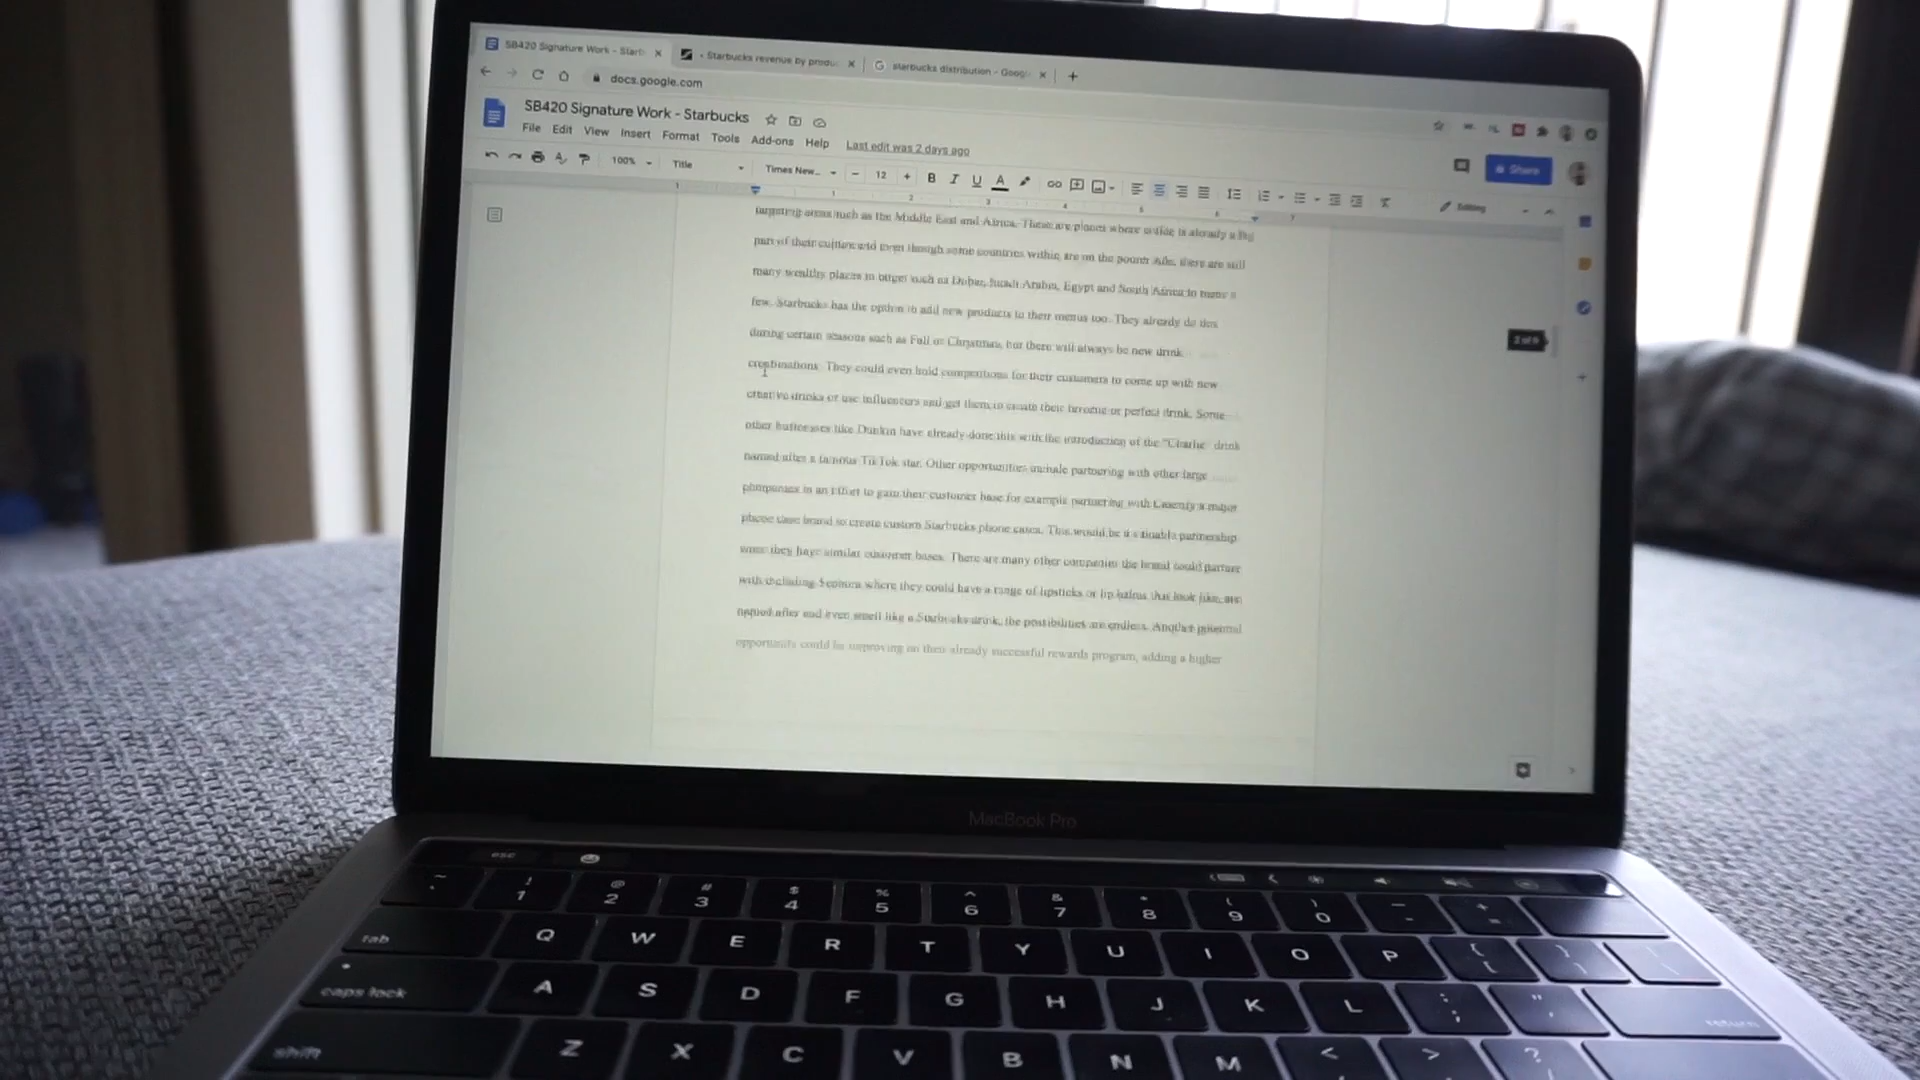 SB420 Signature Work - Starb
Starbucks revenue by produ
starbucks distribution - Goog
docs.google.com
SB420 Signature Work - Starbucks
File Edit View Insert Format Tools Add-ons Help Last edit was 2 days ago
Share
100% Title Times New... 12 B I U A Editing
targeting areas such as the Middle East and Africa. These are places where coffee is already a big
part of their culture and even though some countries within are on the poorer side, there are still
many wealthy places to target such as Dubai, Saudi Arabia, Egypt and South Africa to name a
few. Starbucks has the option to add new products to their menus too. They already do this
during certain seasons such as Fall or Christmas, but there will always be new drink
combinations. They could even hold competitions for their customers to come up with new
creative drinks or use influencers and get them to create their favorite or perfect drink. Some
other businesses like Dunkin have already done this with the introduction of the "Charlie" drink
named after a famous TikTok star. Other opportunities include partnering with other large
companies in an effort to gain their customer base for example partnering with Casetify a major
phone case brand to create custom Starbucks phone cases. This would be a partnership
since they have similar customer bases. There are many other companies the brand could partner
with including Sephora where they could have a range of lipsticks or lip balms that look like, are
named after and even smell like a Starbucks drink, the possibilities are endless. Another potential
opportunity could be improving on their already successful rewards program, adding a higher
2 of 9
MacBook Pro
esc
~ ! 1 @ 2 # 3 $ 4 % 5 ^ 6 & 7 * 8 ( 9 ) 0 _ - + =
tab Q W E R T Y U I O P { [ } ] | \
caps lock A S D F G H J K L : ; " ' return
shift Z X C V B N M < > ?